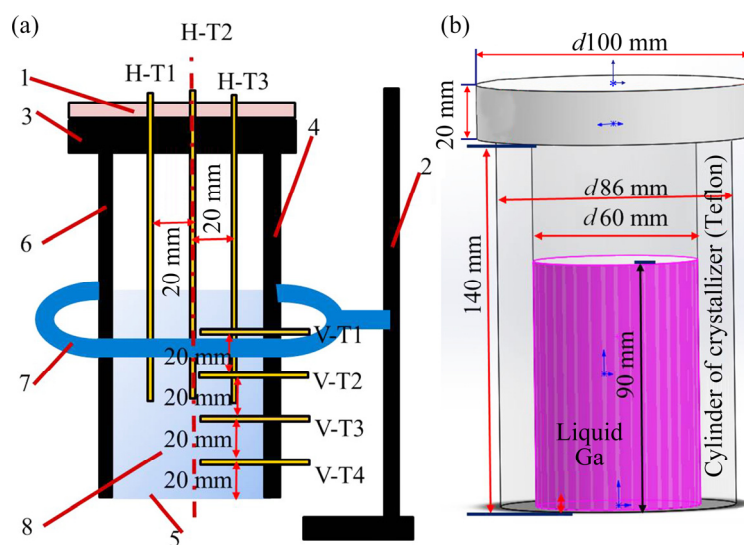 (a)
H-T2
H-T1
H-T3
1
3
4
2
6
20 mm
20 mm
7
V-T1
20 mm
V-T2
20 mm
V-T3
20 mm
V-T4
20 mm
8
5
(b)
d100 mm
20 mm
d86 mm
d60 mm
140 mm
90 mm
Liquid
Ga
Cylinder of crystallizer (Teflon)